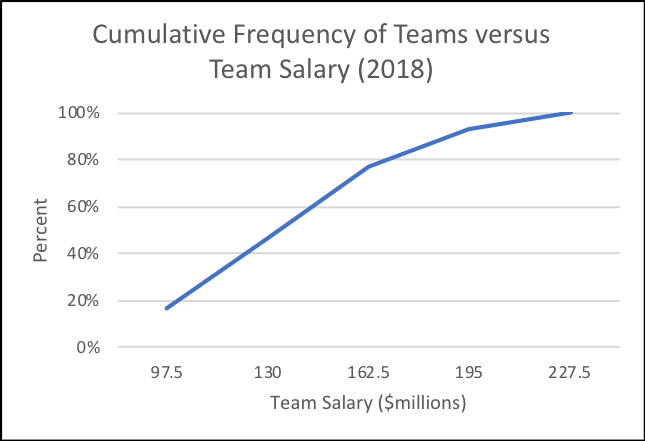 Cumulative Frequency of Teams versus
Team Salary (2018)
100%
80%
60%
40%
20%
0%
Percent
97.5 130 162.5 195 227.5
Team Salary ($millions)